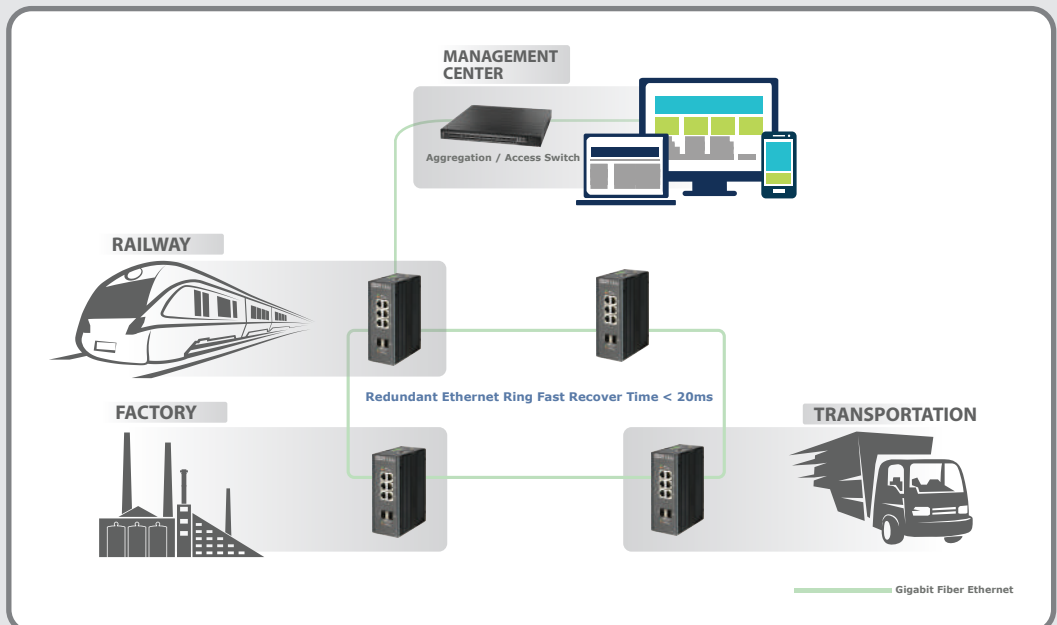 MANAGEMENT
CENTER
Aggregation / Access Switch
RAILWAY
Redundant Ethernet Ring Fast Recover Time < 20ms
FACTORY
TRANSPORTATION
Gigabit Fiber Ethernet